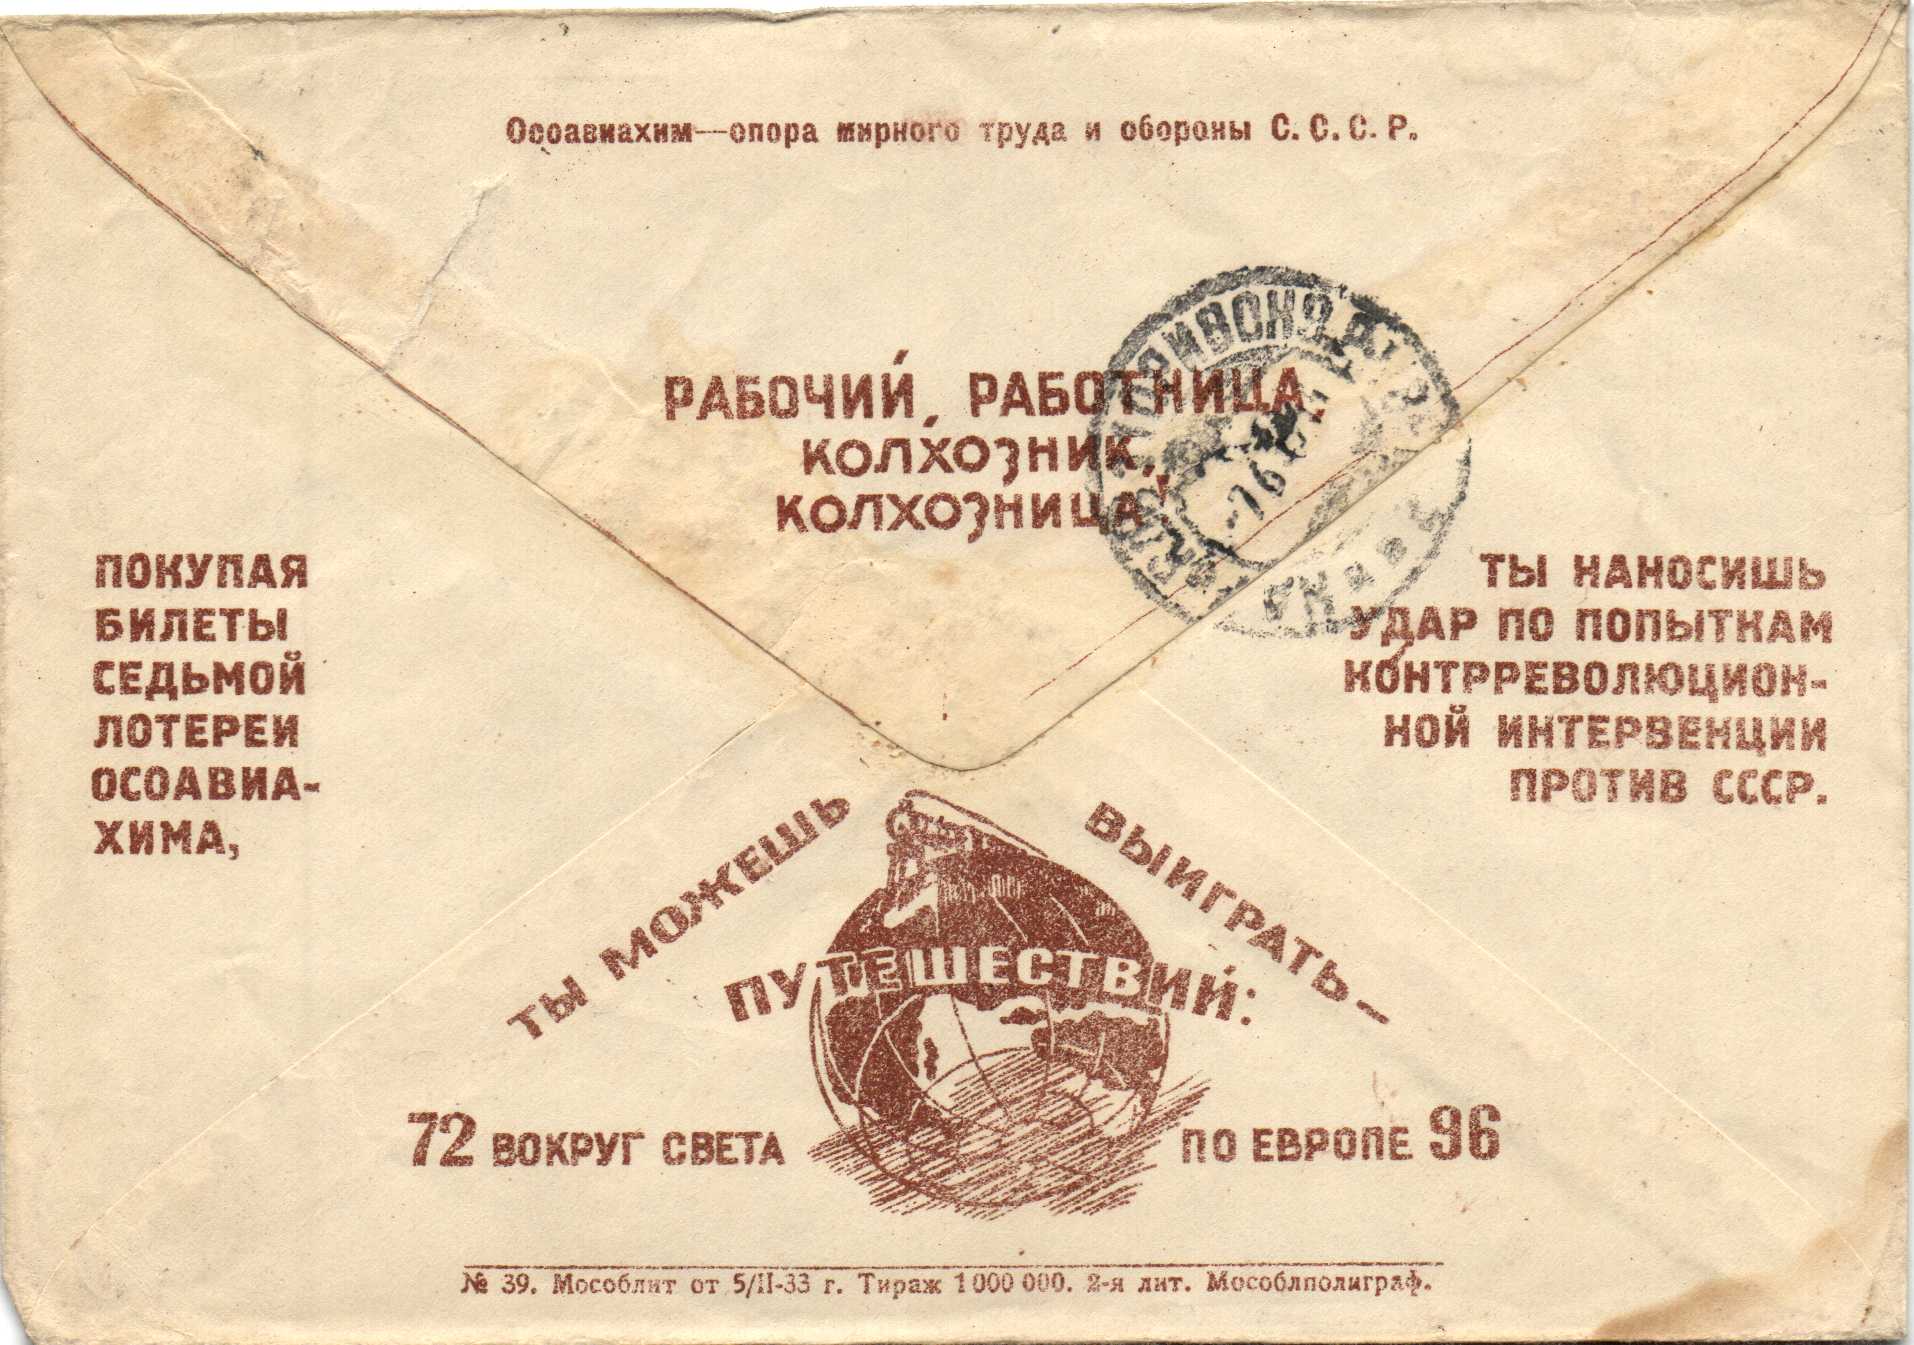 Осоавиахим—опора мирного труда и обороны С. С. С. Р.
РАБОЧИЙ, РАБОТНИЦА,
КОЛХОЗНИК,
КОЛХОЗНИЦА!
ПОКУПАЯ
БИЛЕТЫ
СЕДЬМОЙ
ЛОТЕРЕИ
ОСОАВИА-
ХИМА,
ТЫ НАНОСИШЬ
УДАР ПО ПОПЫТКАМ
КОНТРРЕВОЛЮЦИОН-
НОЙ ИНТЕРВЕНЦИИ
ПРОТИВ СССР.
ТЫ МОЖЕШЬ
ВЫИГРАТЬ—
ПУТЕШЕСТВИЙ:
72 ВОКРУГ СВЕТА
ПО ЕВРОПЕ 96
№ 39. Мособлит от 5/II-33 г. Тираж 1 000 000. 2-я лит. Мособлполиграф.